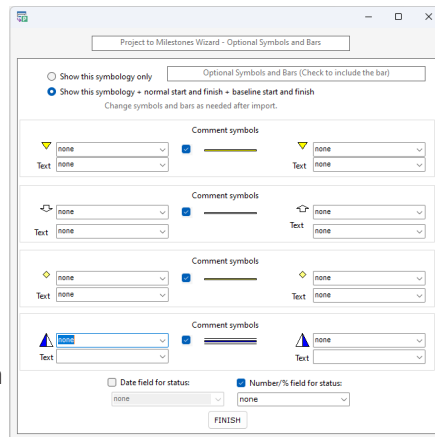 Project to Milestones Wizard - Optional Symbols and Bars
Show this symbology only
Optional Symbols and Bars (Check to include the bar)
Show this symbology + normal start and finish + baseline start and finish
Change symbols and bars as needed after import.
Comment symbols
none
none
Text
none
Text
none
Comment symbols
none
none
Text
none
Text
none
Comment symbols
none
none
Text
none
Text
none
Comment symbols
none
none
Text
Text
Date field for status:
Number/% field for status:
none
none
FINISH